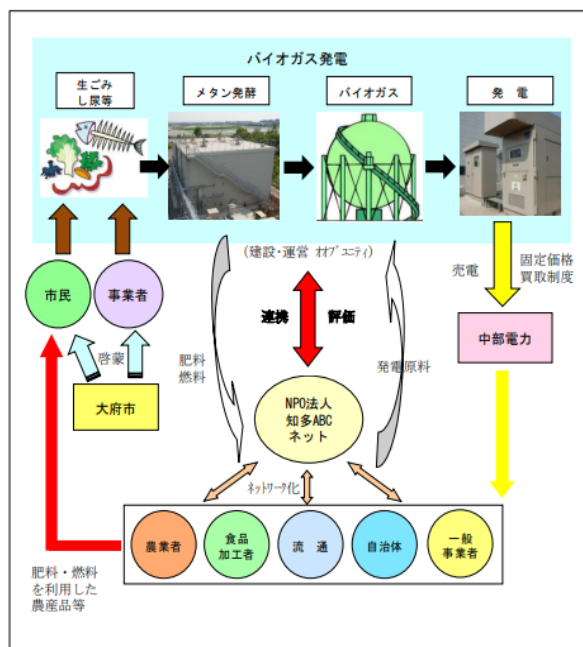 バイオガス発電
生ごみ
し尿等
メタン発酵
バイオガス
発 電
(建設・運営 ｵｵﾌﾞﾕﾆﾃｨ)
売電
固定価格
買取制度
市民
事業者
連携
評価
中部電力
啓蒙
肥料
燃料
発電原料
大府市
NPO法人
知多ABC
ネット
ﾈｯﾄﾜｰｸ化
農業者
食品
加工者
流 通
自治体
一般
事業者
肥料・燃料
を利用した
農産品等